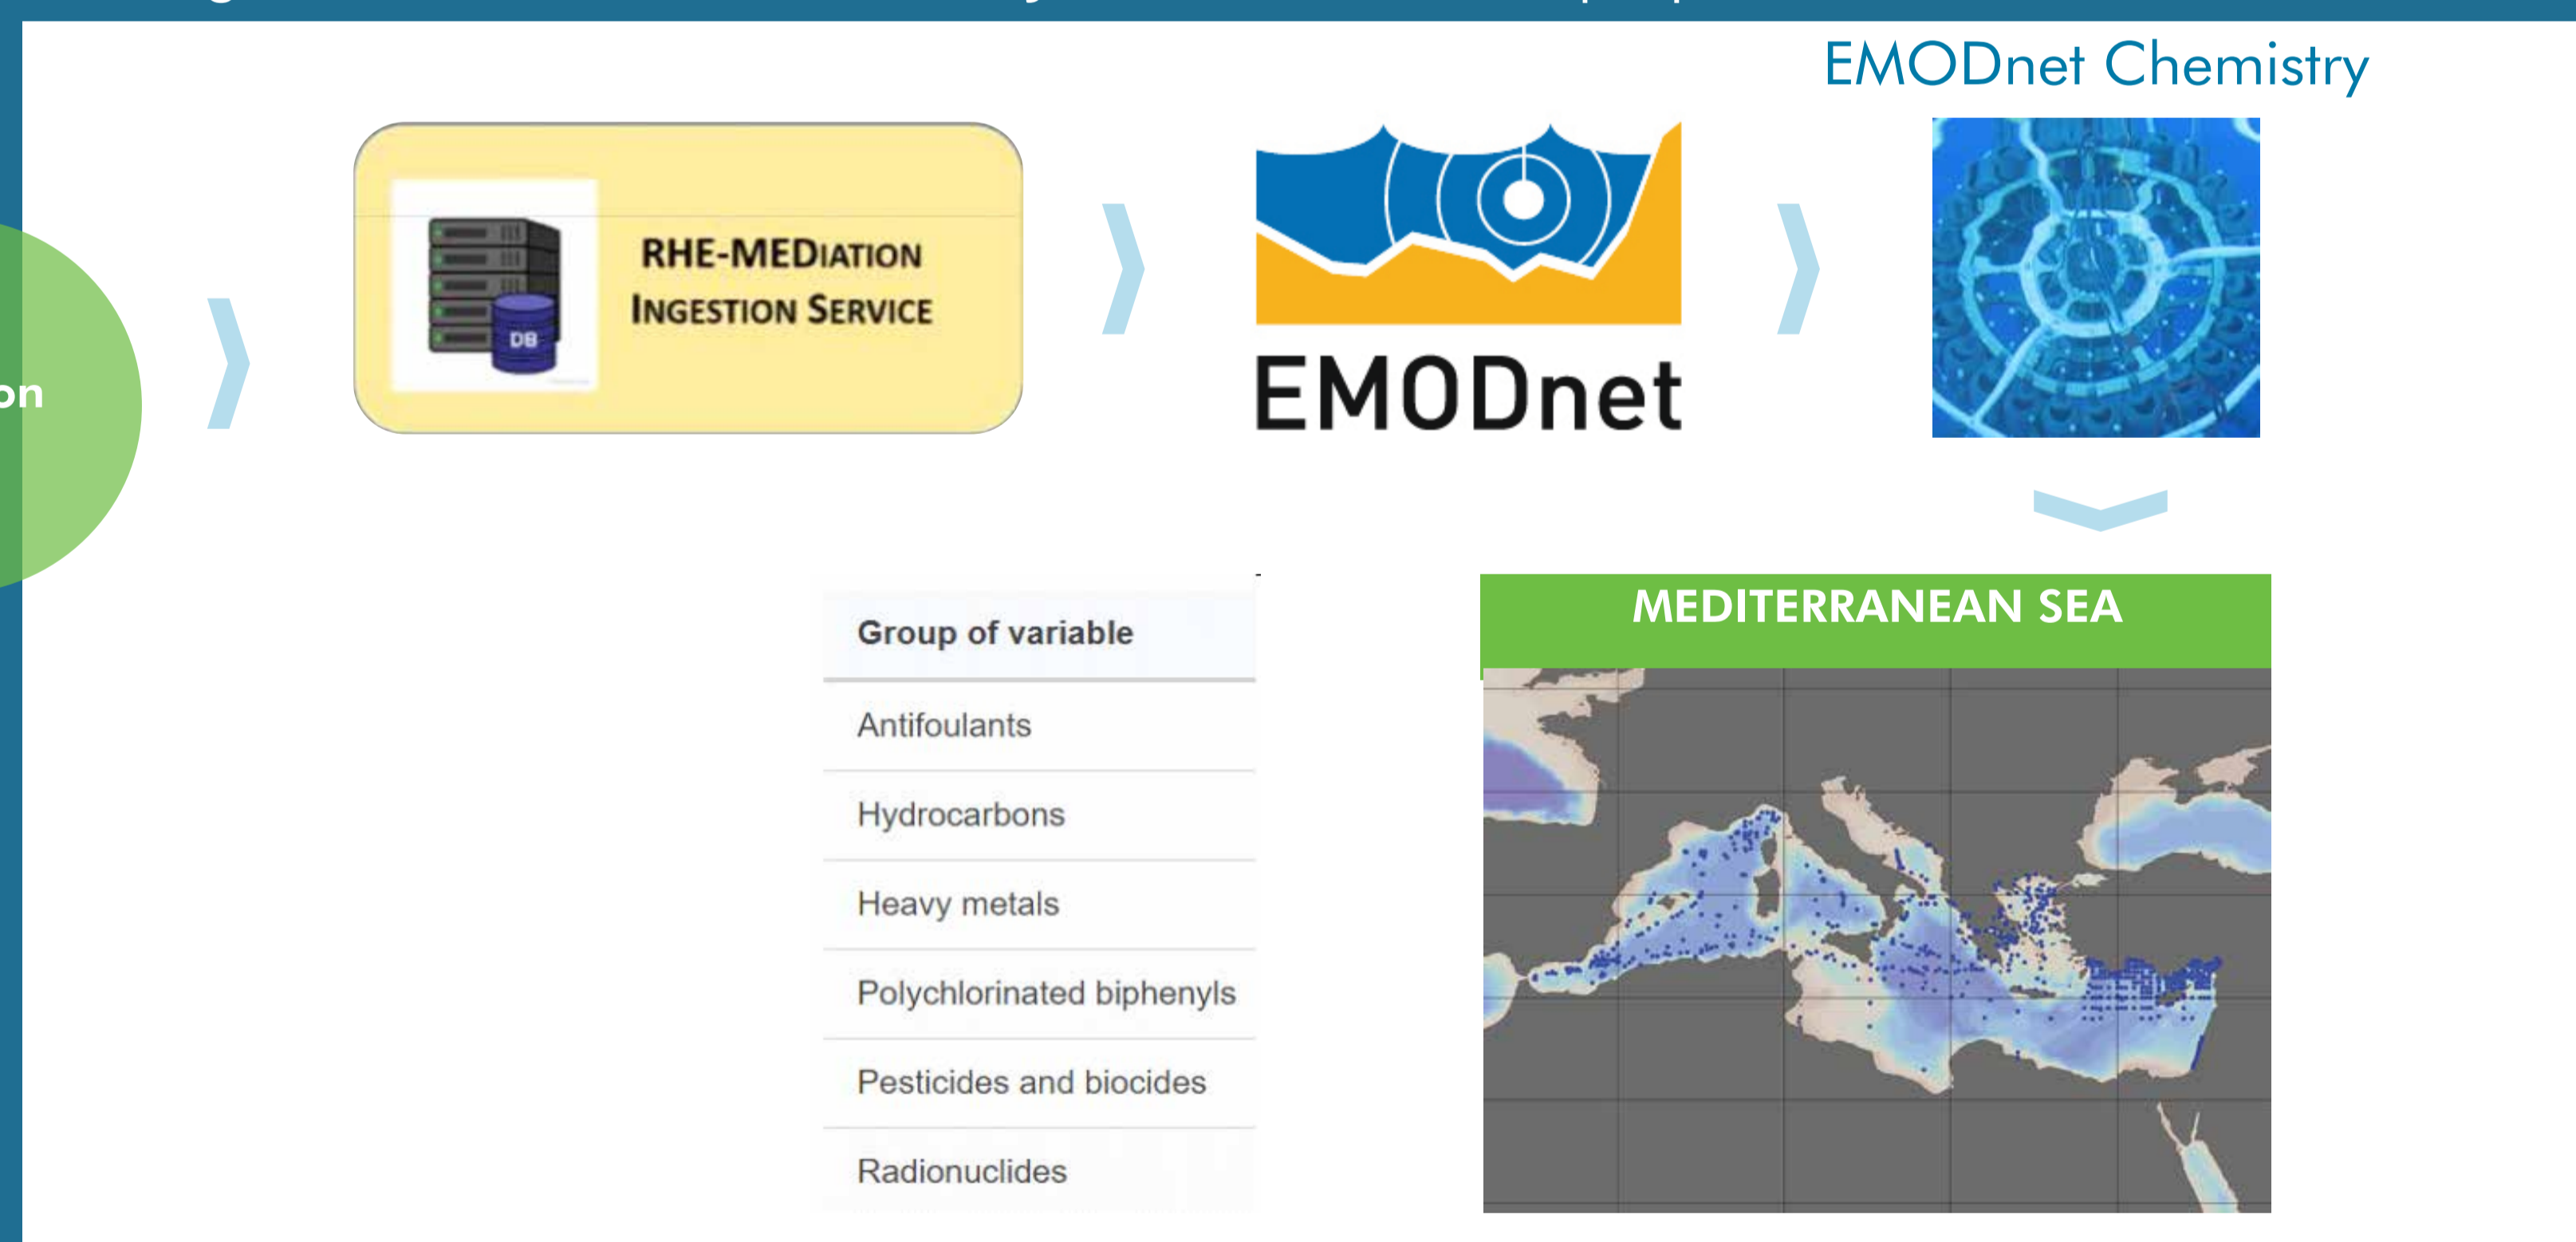 EMODnet Chemistry
RHE-MEDIATION
INGESTION SERVICE
DB
EMODnet
on
MEDITERRANEAN SEA
Group of variable
Antifoulants
Hydrocarbons
Heavy metals
Polychlorinated biphenyls
Pesticides and biocides
Radionuclides